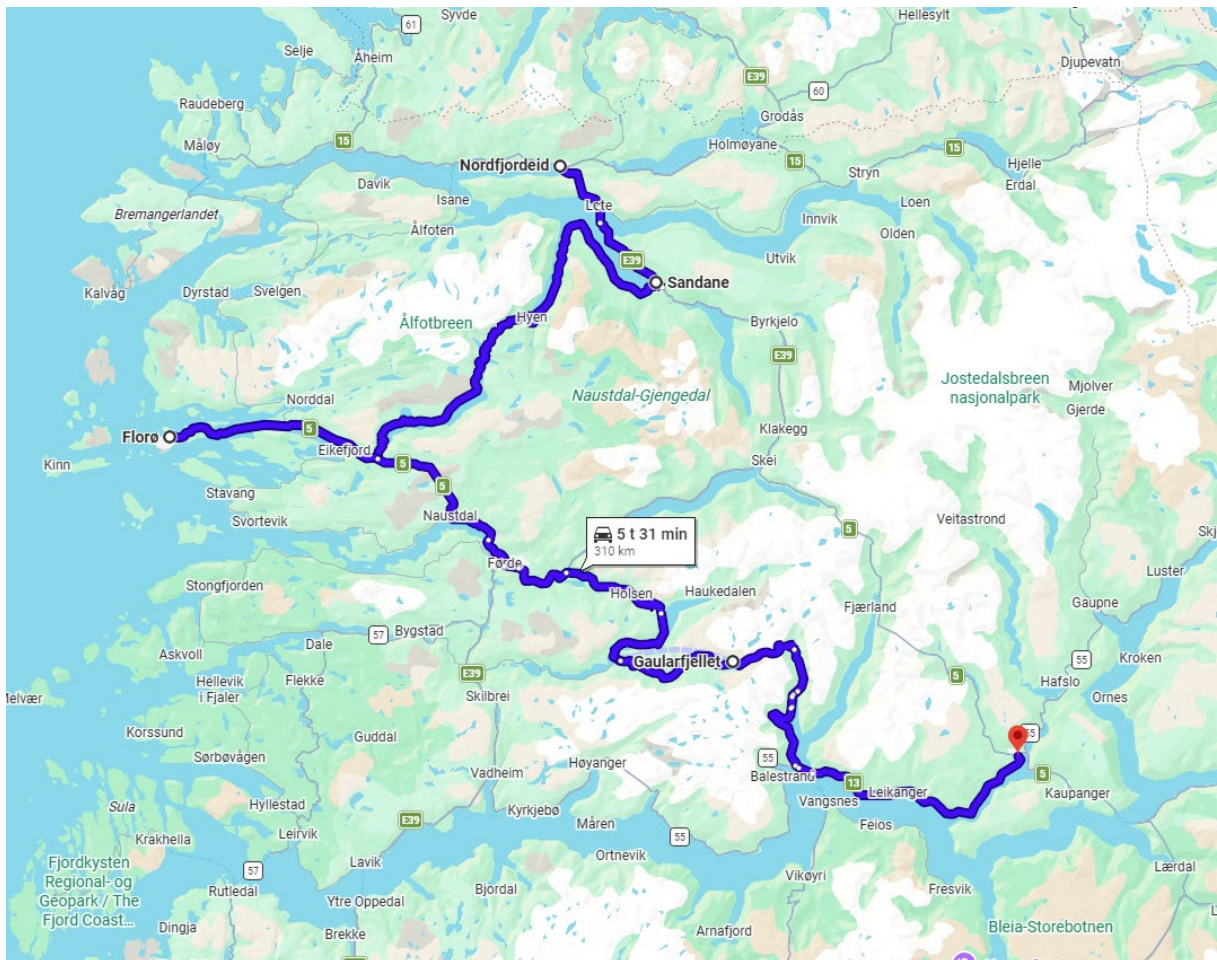 61
Syvde
Hellesylt
Selje
Åheim
Djupevatn
E39
60
Raudeberg
Grodås
Måløy
15
Holmøyane
15
15
Hjelle
Nordfjordeid
Stryn
Erdal
Davik
Isane
Lote
Loen
Bremangerlandet
Innvik
Ålfoten
Olden
E39
Utvik
Sandane
Kalvåg
Dyrstad
Svelgen
Hyen
Byrkjelo
Ålfotbreen
E39
Jostedalsbreen
nasjonalpark
Mjolver
Naustdal-Gjengedal
Gjerde
Norddal
5
Klakegg
Florø
Eikefjord
5
Kinn
Skei
5
Stavang
Naustdal
Veitastrond
Svortevik
5
5 t 31 min
310 km
Førde
Luster
Stongfjorden
Holsen
Haukedalen
Gaupne
Fjærland
57
Bygstad
Dale
Askvoll
Gaularfjellet
55
Kroken
Hellevik
i Fjaler
Flekke
E39
5
Hafslo
Melvær
Skilbrei
Ornes
Korssund
Guddal
55
Sørbøvågen
Høyanger
55
Balestrand
Vadheim
13
Leikanger
5
Kaupanger
Sula
Hyllestad
Kyrkjebø
Vangsnes
Krakhella
Leirvik
E39
Måren
Feios
55
Fjordkysten
Regional- og
Geopark / The
Fjord Coast...
Lavik
Ortnevik
Lærdal
57
Rutledal
Bjordal
Vikøyri
Fresvik
Ytre Oppedal
Dingja
Brekke
Arnafjord
Bleia-Storebotnen
E39